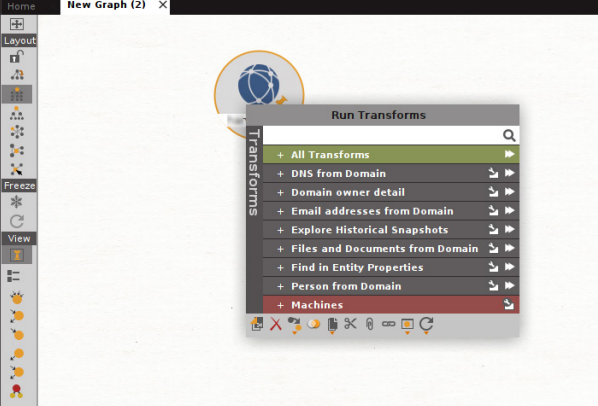 Home
New Graph (2)
Layout
Freeze
View
Run Transforms
Transforms
+ All Transforms
+ DNS from Domain
+ Domain owner detail
+ Email addresses from Domain
+ Explore Historical Snapshots
+ Files and Documents from Domain
+ Find in Entity Properties
+ Person from Domain
+ Machines